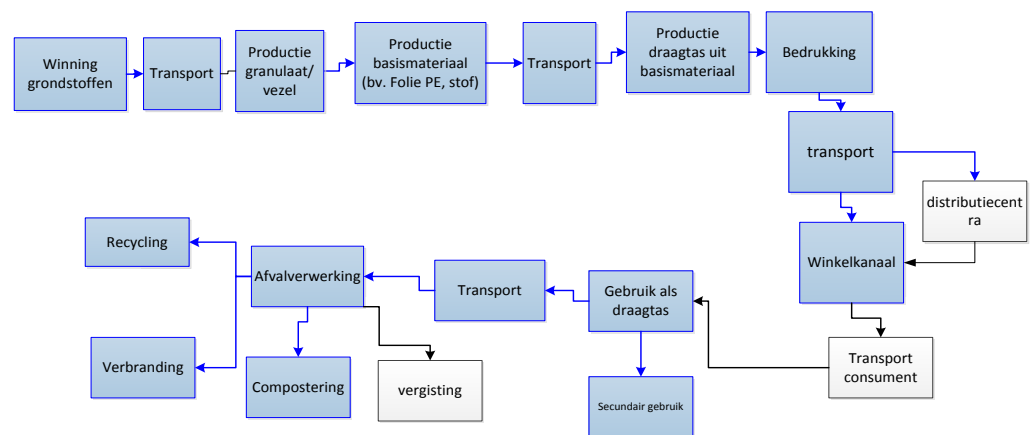 Winning
grondstoffen
Transport
Productie
granulaat/
vezel
Productie
basismateriaal
(bv. Folie PE, stof)
Transport
Productie
draagtas uit
basismateriaal
Bedrukking
transport
distributiecent
ra
Winkelkanaal
Transport
consument
Gebruik als
draagtas
Secundair gebruik
Transport
Afvalverwerking
Recycling
Verbranding
Compostering
vergisting